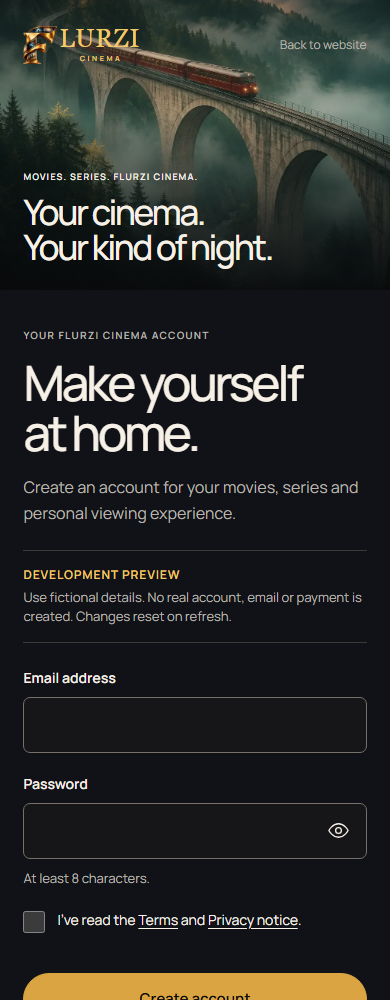 FLURZI
CINEMA
Back to website
MOVIES. SERIES. FLURZI CINEMA.
Your cinema.
Your kind of night.
YOUR FLURZI CINEMA ACCOUNT
Make yourself
at home.
Create an account for your movies, series and
personal viewing experience.
DEVELOPMENT PREVIEW
Use fictional details. No real account, email or payment is
created. Changes reset on refresh.
Email address
Password
At least 8 characters.
I've read the Terms and Privacy notice.
Create account